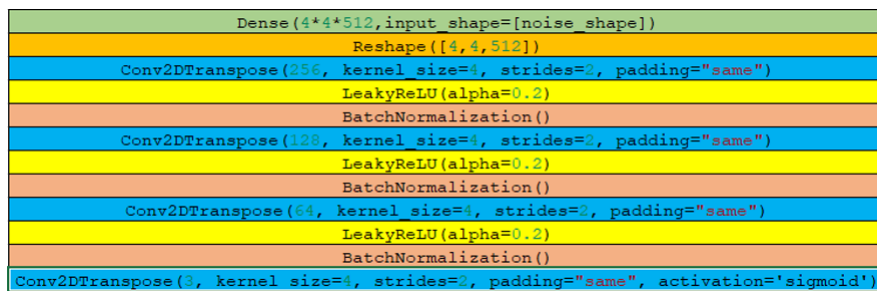 Dense(4*4*512,input_shape=[noise_shape])
Reshape([4,4,512])
Conv2DTranspose(256, kernel_size=4, strides=2, padding="same")
LeakyReLU(alpha=0.2)
BatchNormalization()
Conv2DTranspose(128, kernel_size=4, strides=2, padding="same")
LeakyReLU(alpha=0.2)
BatchNormalization()
Conv2DTranspose(64, kernel_size=4, strides=2, padding="same")
LeakyReLU(alpha=0.2)
BatchNormalization()
Conv2DTranspose(3, kernel_size=4, strides=2, padding="same", activation='sigmoid')